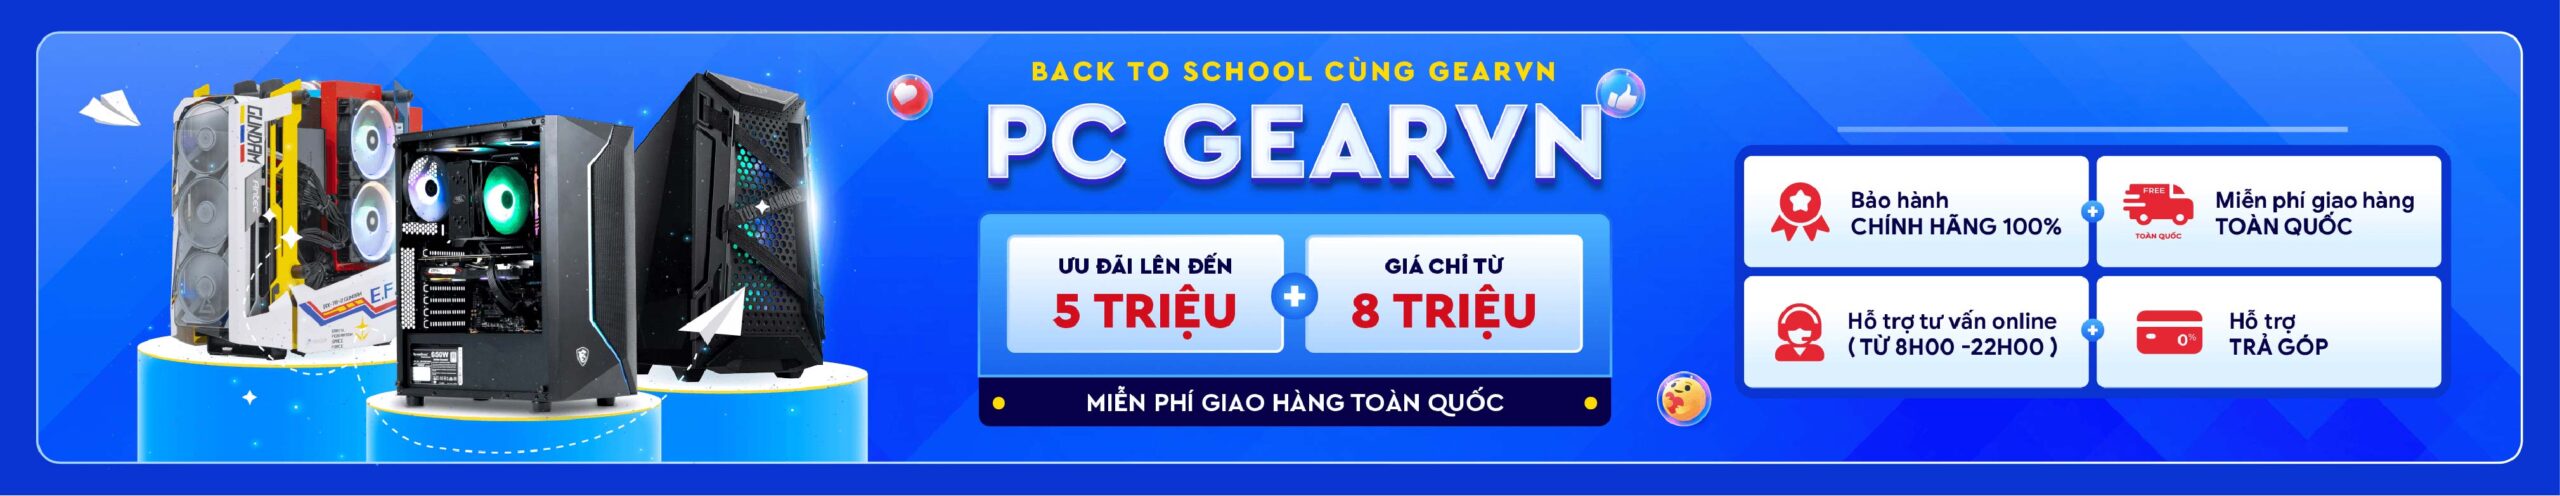 BACK TO SCHOOL CÙNG GEARVN
PC GEARVN
ƯU ĐÃI LÊN ĐẾN
5 TRIỆU
GIÁ CHỈ TỪ
8 TRIỆU
MIỄN PHÍ GIAO HÀNG TOÀN QUỐC
Bảo hành
CHÍNH HÃNG 100%
FREE
TOÀN QUỐC
Miễn phí giao hàng
TOÀN QUỐC
Hỗ trợ tư vấn online
( TỪ 8H00 -22H00 )
0%
Hỗ trợ
TRẢ GÓP
GUNDAM
Antec
E.F
650W